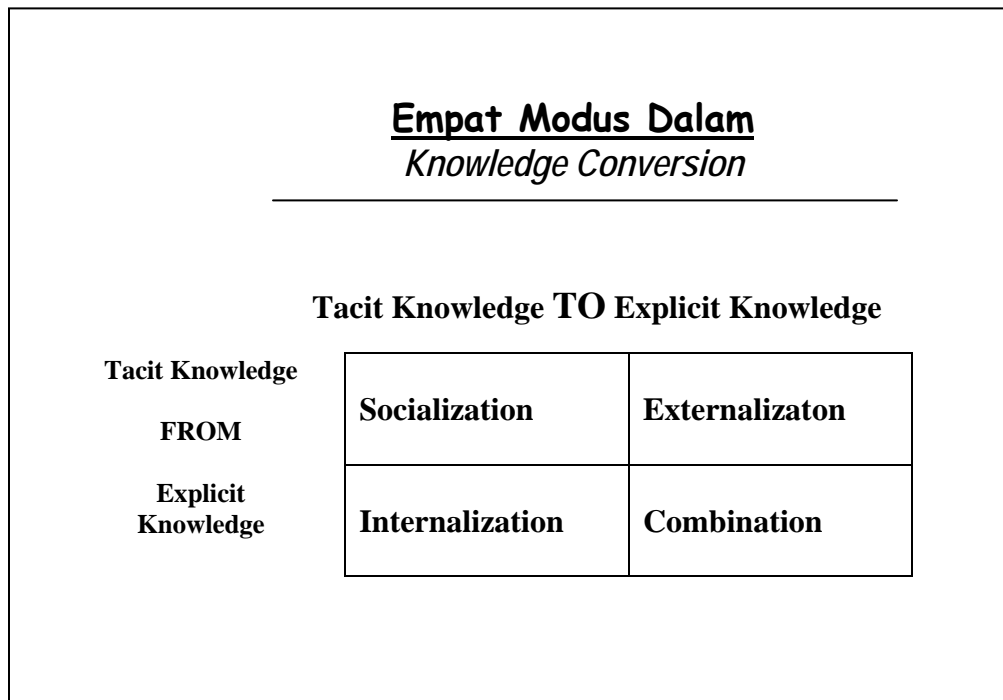 Empat Modus Dalam
Knowledge Conversion
Tacit Knowledge TO Explicit Knowledge
Tacit Knowledge
FROM
Explicit
Knowledge
Socialization
Externalizaton
Internalization
Combination